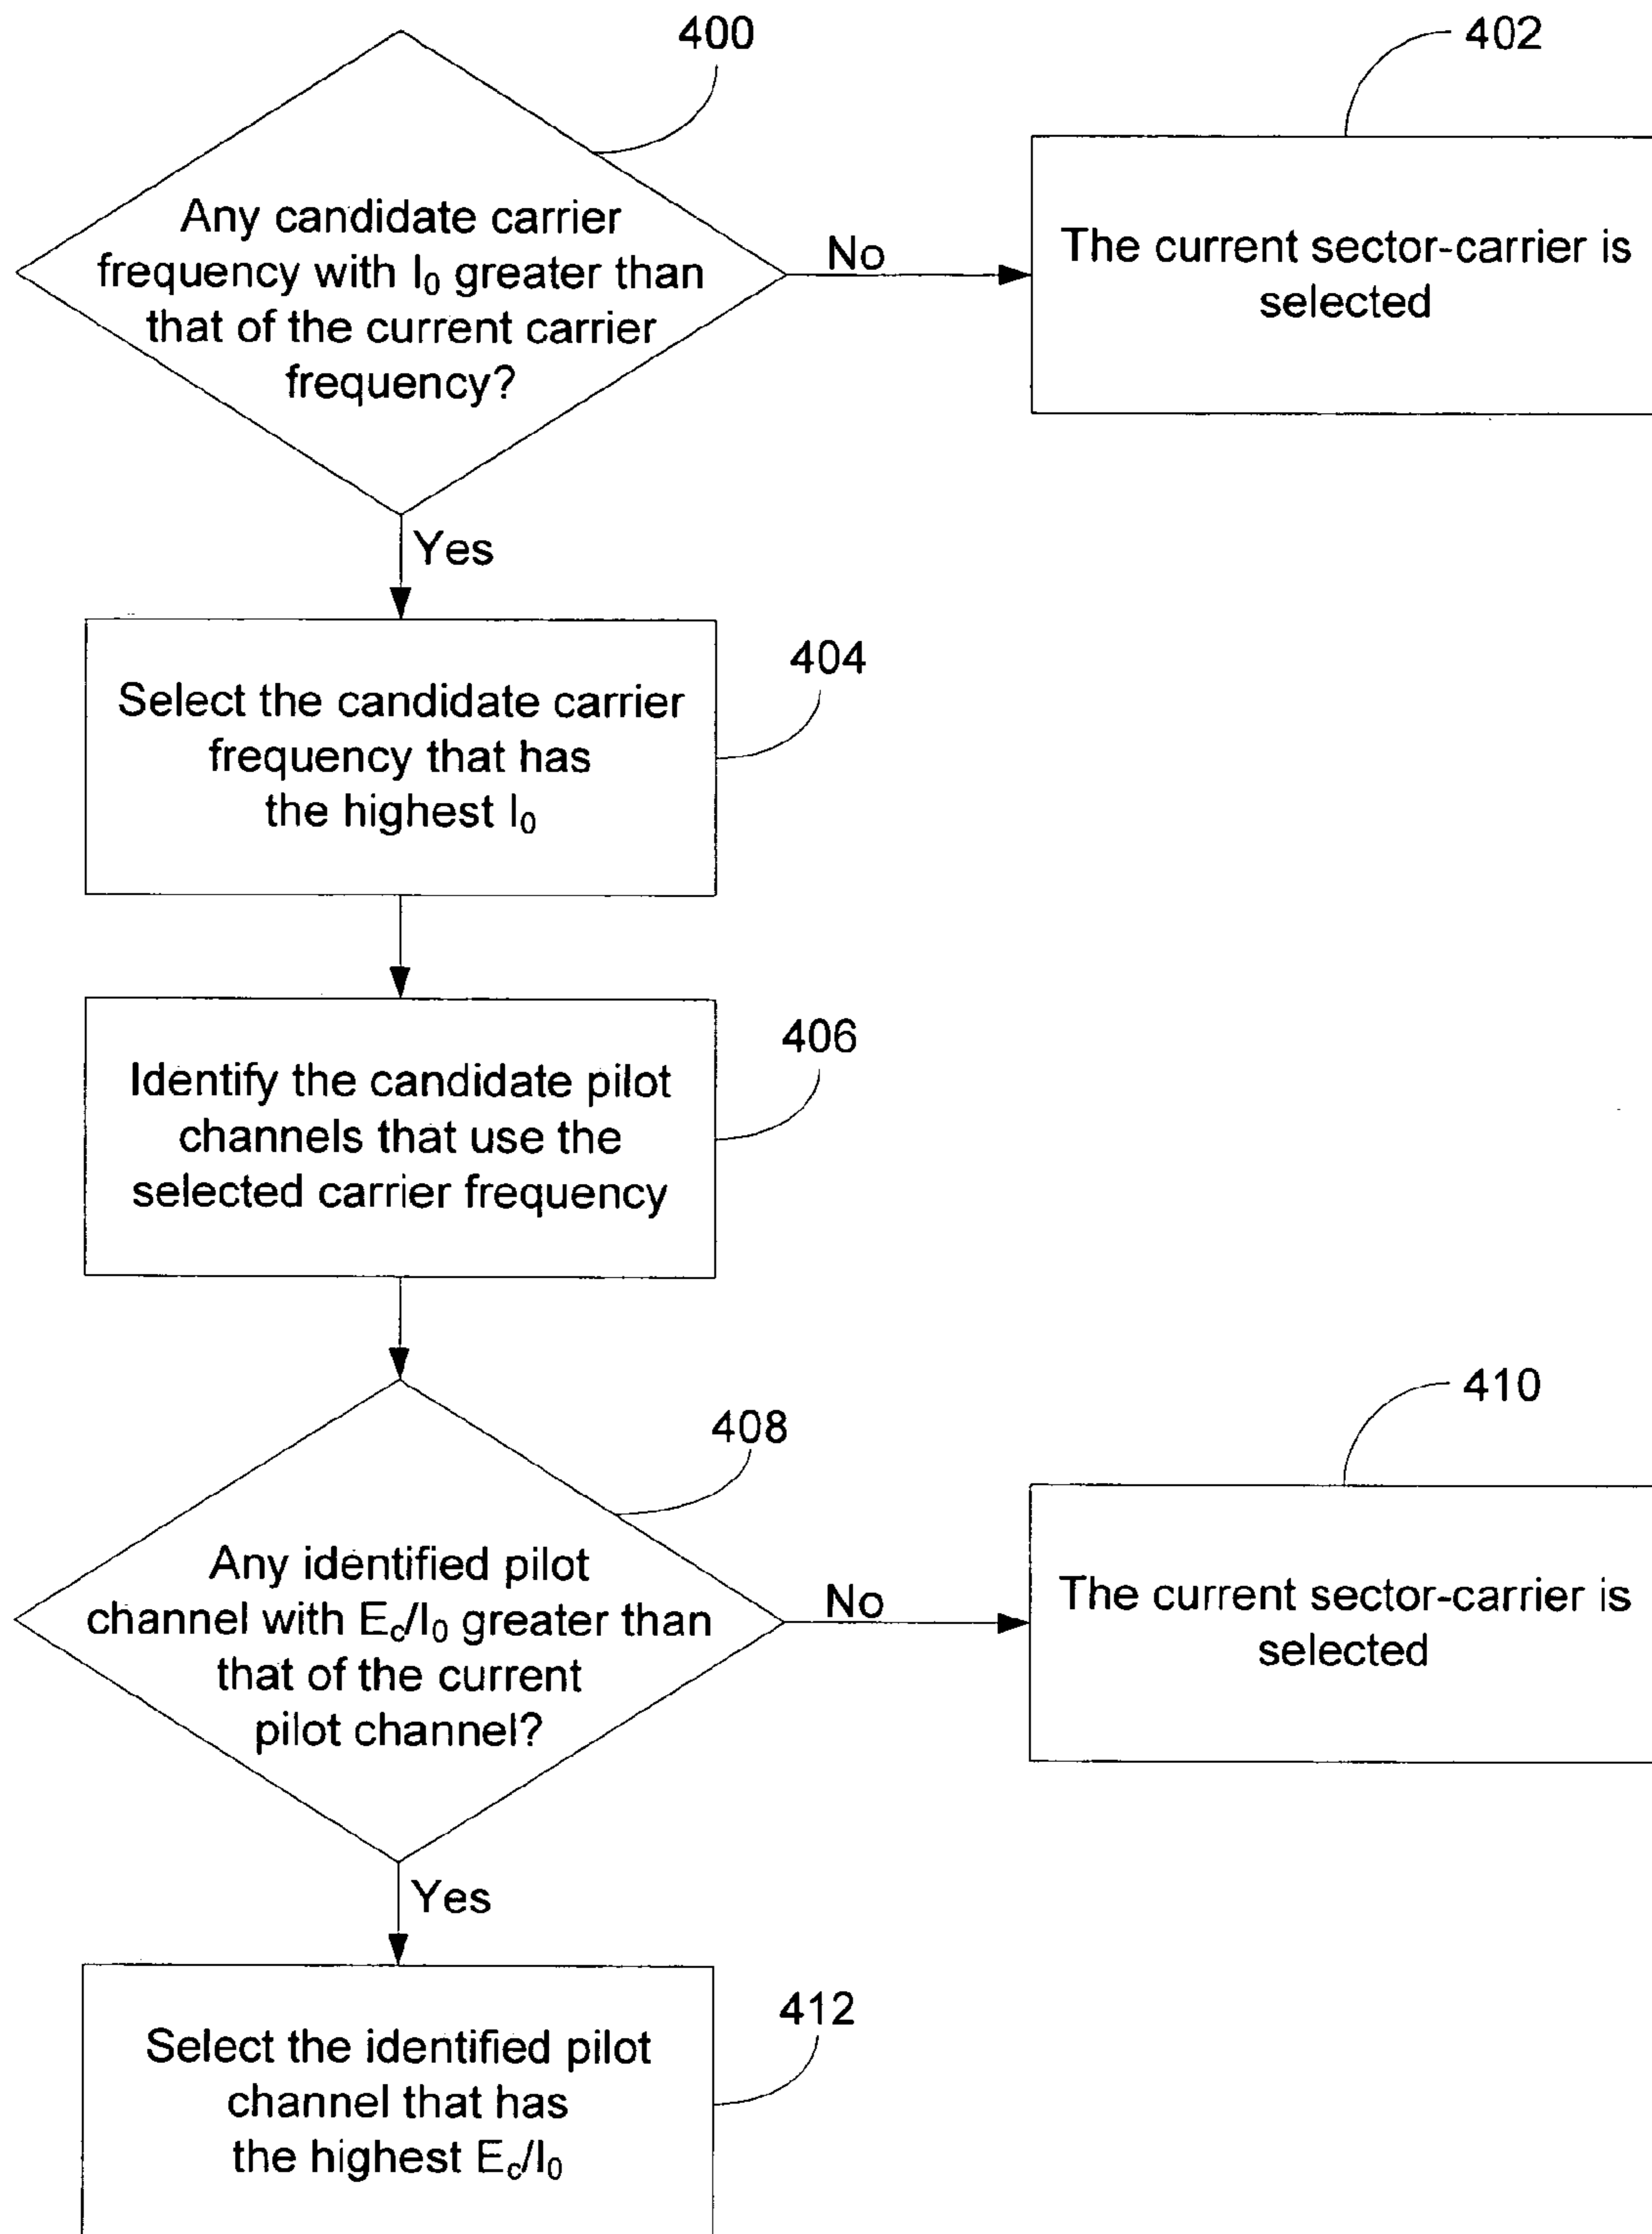 400
402
Any candidate carrier
frequency with I₀ greater than
that of the current carrier
frequency?
No
The current sector-carrier is
selected
Yes
404
Select the candidate carrier
frequency that has
the highest I₀
406
Identify the candidate pilot
channels that use the
selected carrier frequency
408
410
Any identified pilot
channel with E꜀/I₀ greater than
that of the current
pilot channel?
No
The current sector-carrier is
selected
Yes
412
Select the identified pilot
channel that has
the highest E꜀/I₀